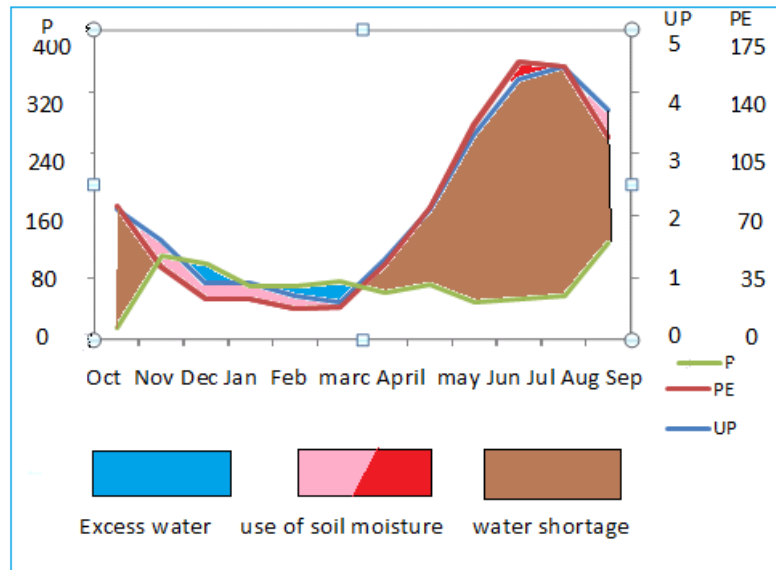 P
UP PE
400 5 175
320 4 140
240 3 105
160 2 70
80 1 35
0 0 0
Oct Nov Dec Jan Feb marc April may Jun Jul Aug Sep
P
PE
UP
Excess water use of soil moisture water shortage